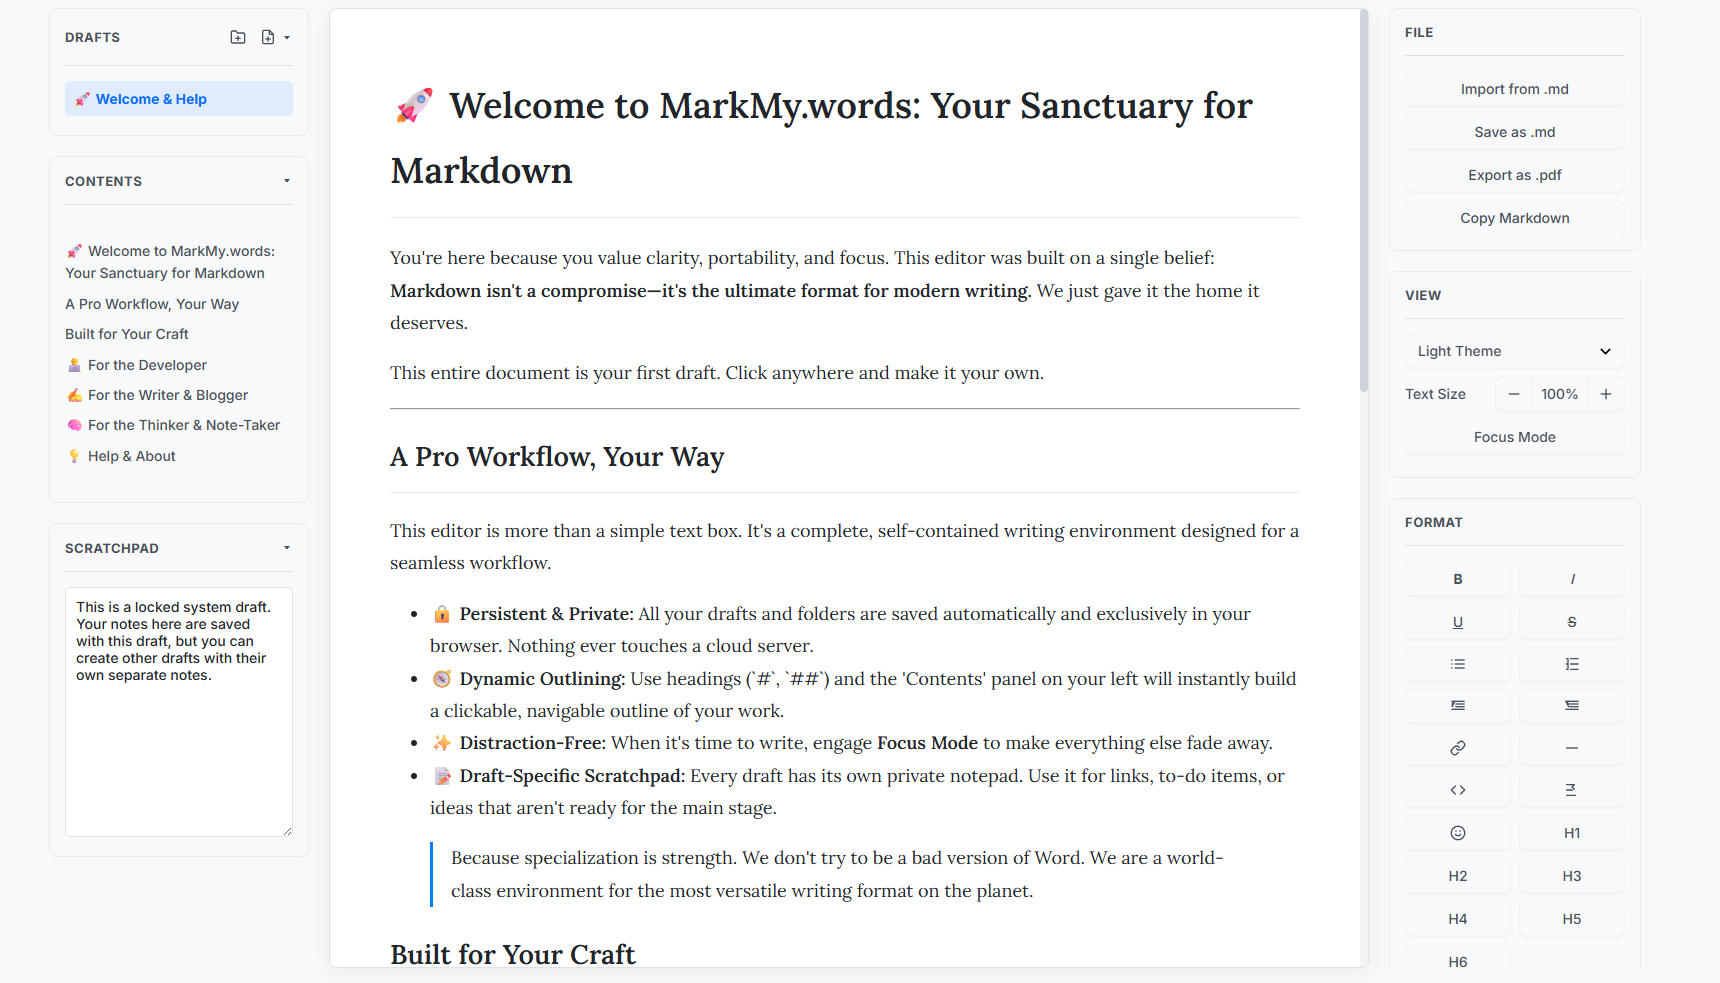 DRAFTS
🚀 Welcome & Help
CONTENTS
🚀 Welcome to MarkMy.words:
Your Sanctuary for Markdown
A Pro Workflow, Your Way
Built for Your Craft
🧑‍💻 For the Developer
✍️ For the Writer & Blogger
🧠 For the Thinker & Note-Taker
💡 Help & About
SCRATCHPAD
This is a locked system draft.
Your notes here are saved
with this draft, but you can
create other drafts with their
own separate notes.
🚀 Welcome to MarkMy.words: Your Sanctuary for
Markdown
You're here because you value clarity, portability, and focus. This editor was built on a single belief:
Markdown isn't a compromise—it's the ultimate format for modern writing. We just gave it the home it
deserves.
This entire document is your first draft. Click anywhere and make it your own.
A Pro Workflow, Your Way
This editor is more than a simple text box. It's a complete, self-contained writing environment designed for a
seamless workflow.
• 🔒 Persistent & Private: All your drafts and folders are saved automatically and exclusively in your
browser. Nothing ever touches a cloud server.
• 🧭 Dynamic Outlining: Use headings (`#`, `##`) and the 'Contents' panel on your left will instantly build
a clickable, navigable outline of your work.
• ✨ Distraction-Free: When it's time to write, engage Focus Mode to make everything else fade away.
• 📝 Draft-Specific Scratchpad: Every draft has its own private notepad. Use it for links, to-do items, or
ideas that aren't ready for the main stage.
Because specialization is strength. We don't try to be a bad version of Word. We are a world-
class environment for the most versatile writing format on the planet.
Built for Your Craft
FILE
Import from .md
Save as .md
Export as .pdf
Copy Markdown
VIEW
Light Theme
Text Size − 100% +
Focus Mode
FORMAT
B I
U S
H1
H2 H3
H4 H5
H6